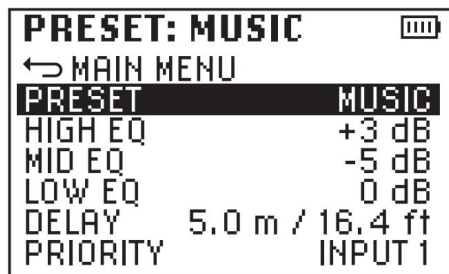 PRESET: MUSIC
MAIN MENU
PRESET MUSIC
HIGH EQ +3 dB
MID EQ -5 dB
LOW EQ 0 dB
DELAY 5.0 m / 16.4 ft
PRIORITY INPUT 1